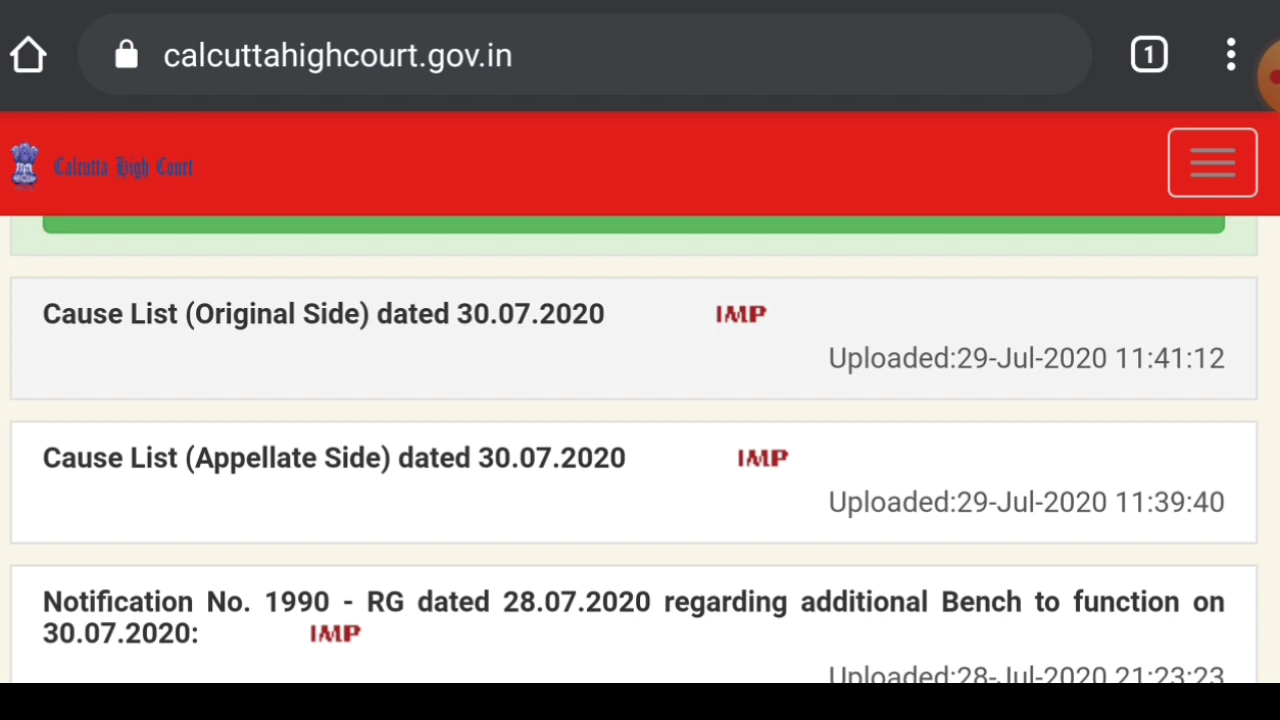 calcuttahighcourt.gov.in
1
Calcutta High Court
Cause List (Original Side) dated 30.07.2020 IMP
Uploaded:29-Jul-2020 11:41:12
Cause List (Appellate Side) dated 30.07.2020 IMP
Uploaded:29-Jul-2020 11:39:40
Notification No. 1990 - RG dated 28.07.2020 regarding additional Bench to function on
30.07.2020: IMP
Uploaded:28-Jul-2020 21:23:23